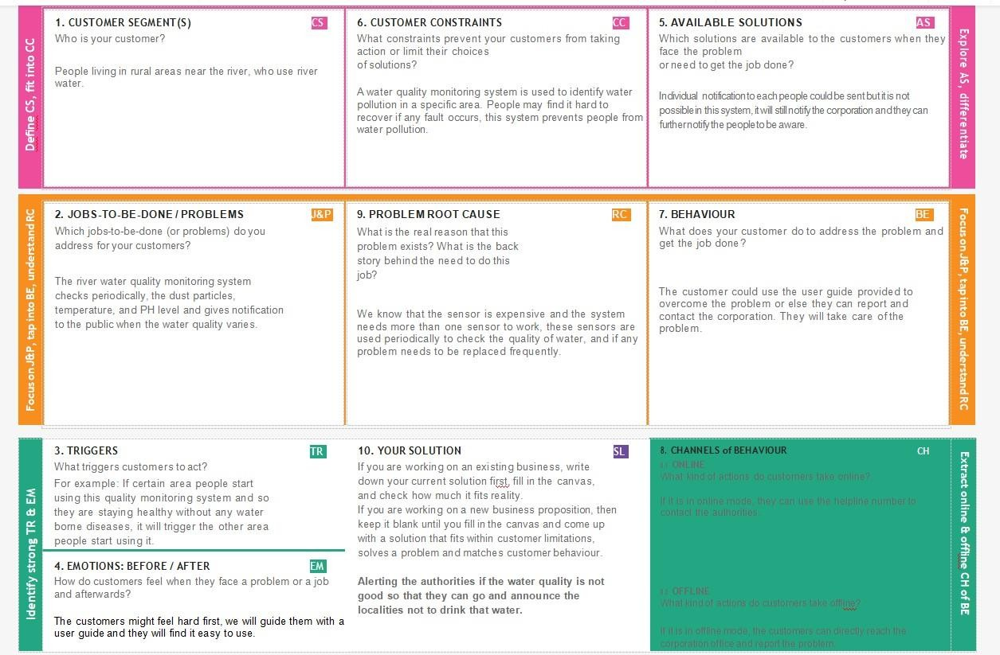 Define CS, fit into CC
1. CUSTOMER SEGMENT(S)
CS
Who is your customer?
People living in rural areas near the river, who use river
water.
6. CUSTOMER CONSTRAINTS
CC
What constraints prevent your customers from taking
action or limit their choices
of solutions?
A water quality monitoring system is used to identify water
pollution in a specific area. People may find it hard to
recover if any fault occurs, this system prevents people from
water pollution.
5. AVAILABLE SOLUTIONS
AS
Which solutions are available to the customers when they
face the problem
or need to get the job done?
Individual notification to each people could be sent but it is not
possible in this system, it will still notify the corporation and they can
further notify the people to be aware.
Explore AS, differentiate
Focus on J&P, tap into BE, understand RC
2. JOBS-TO-BE-DONE / PROBLEMS
J&P
Which jobs-to-be-done (or problems) do you
address for your customers?
The river water quality monitoring system
checks periodically, the dust particles,
temperature, and PH level and gives notification
to the public when the water quality varies.
9. PROBLEM ROOT CAUSE
RC
What is the real reason that this
problem exists? What is the back
story behind the need to do this
job?
We know that the sensor is expensive and the system
needs more than one sensor to work, these sensors are
used periodically to check the quality of water, and if any
problem needs to be replaced frequently.
7. BEHAVIOUR
BE
What does your customer do to address the problem and
get the job done?
The customer could use the user guide provided to
overcome the problem or else they can report and
contact the corporation. They will take care of the
problem.
Focus on J&P, tap into BE, understand RC
Identify strong TR & EM
3. TRIGGERS
TR
What triggers customers to act?
For example: If certain area people start
using this quality monitoring system and so
they are staying healthy without any water
borne diseases, it will trigger the other area
people start using it.
4. EMOTIONS: BEFORE / AFTER
EM
How do customers feel when they face a problem or a job
and afterwards?
The customers might feel hard first, we will guide them with a
user guide and they will find it easy to use.
10. YOUR SOLUTION
SL
If you are working on an existing business, write
down your current solution first, fill in the canvas,
and check how much it fits reality.
If you are working on a new business proposition, then
keep it blank until you fill in the canvas and come up
with a solution that fits within customer limitations,
solves a problem and matches customer behaviour.
Alerting the authorities if the water quality is not
good so that they can go and announce the
localities not to drink that water.
8. CHANNELS of BEHAVIOUR
CH
ONLINE
What kind of actions do customers take online?
If it is in online mode, they can use the helpline number to
contact the authorities.
OFFLINE
What kind of actions do customers take offline?
If it is in offline mode, the customers can directly reach the
corporation office and report the problem.
Extract online & offline CH of BE